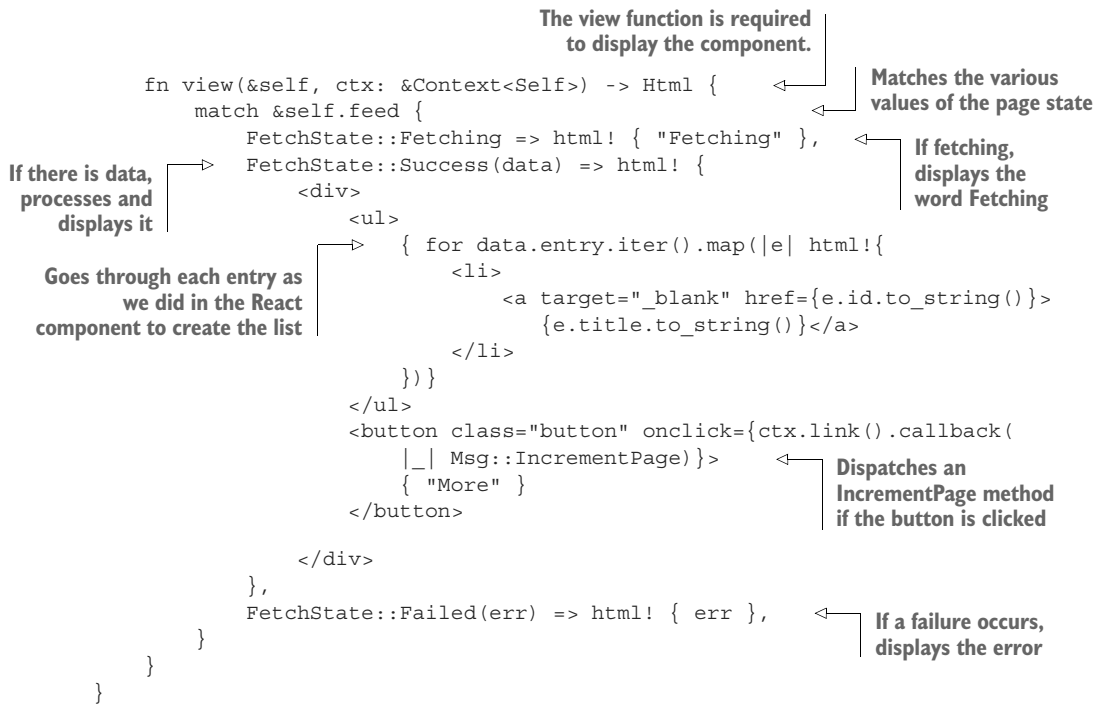 The view function is required
to display the component.
fn view(&self, ctx: &Context<Self>) -> Html {
Matches the various
values of the page state
match &self.feed {
FetchState::Fetching => html! { "Fetching" },
If fetching,
displays the
word Fetching
FetchState::Success(data) => html! {
If there is data,
processes and
displays it
<div>
<ul>
{ for data.entry.iter().map(|e| html!{
Goes through each entry as
we did in the React
component to create the list
<li>
<a target="_blank" href={e.id.to_string()}>
{e.title.to_string()}</a>
</li>
})}
</ul>
<button class="button" onclick={ctx.link().callback(
|_| Msg::IncrementPage)}>
Dispatches an
IncrementPage method
if the button is clicked
{ "More" }
</button>
</div>
},
FetchState::Failed(err) => html! { err },
If a failure occurs,
displays the error
}
}
}